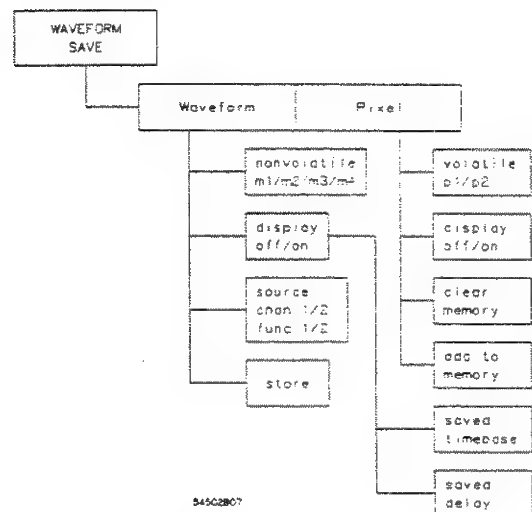 WAVEFORM
SAVE
Waveform
Pixel
nonvolatile
m1/m2/m3/m4
volatile
p1/p2
display
off/on
display
off/on
source
chan 1/2
func 1/2
clear
memory
store
add to
memory
saved
timebase
saved
delay
54502B07